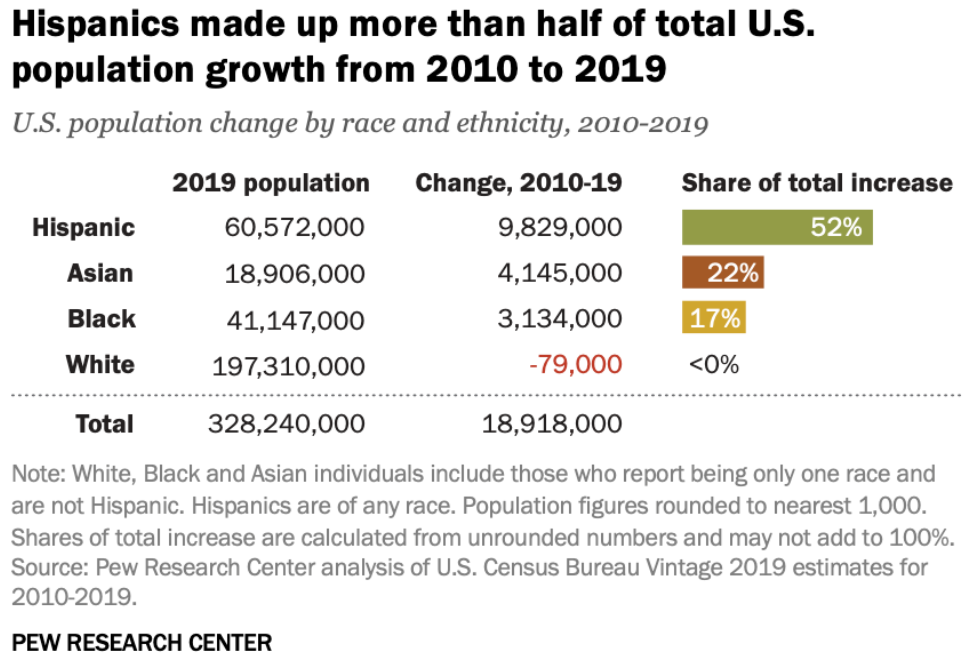 Hispanics made up more than half of total U.S.
population growth from 2010 to 2019
U.S. population change by race and ethnicity, 2010-2019
2019 population Change, 2010-19 Share of total increase
Hispanic 60,572,000 9,829,000 52%
Asian 18,906,000 4,145,000 22%
Black 41,147,000 3,134,000 17%
White 197,310,000 -79,000 <0%
Total 328,240,000 18,918,000
Note: White, Black and Asian individuals include those who report being only one race and
are not Hispanic. Hispanics are of any race. Population figures rounded to nearest 1,000.
Shares of total increase are calculated from unrounded numbers and may not add to 100%.
Source: Pew Research Center analysis of U.S. Census Bureau Vintage 2019 estimates for
2010-2019.
PEW RESEARCH CENTER